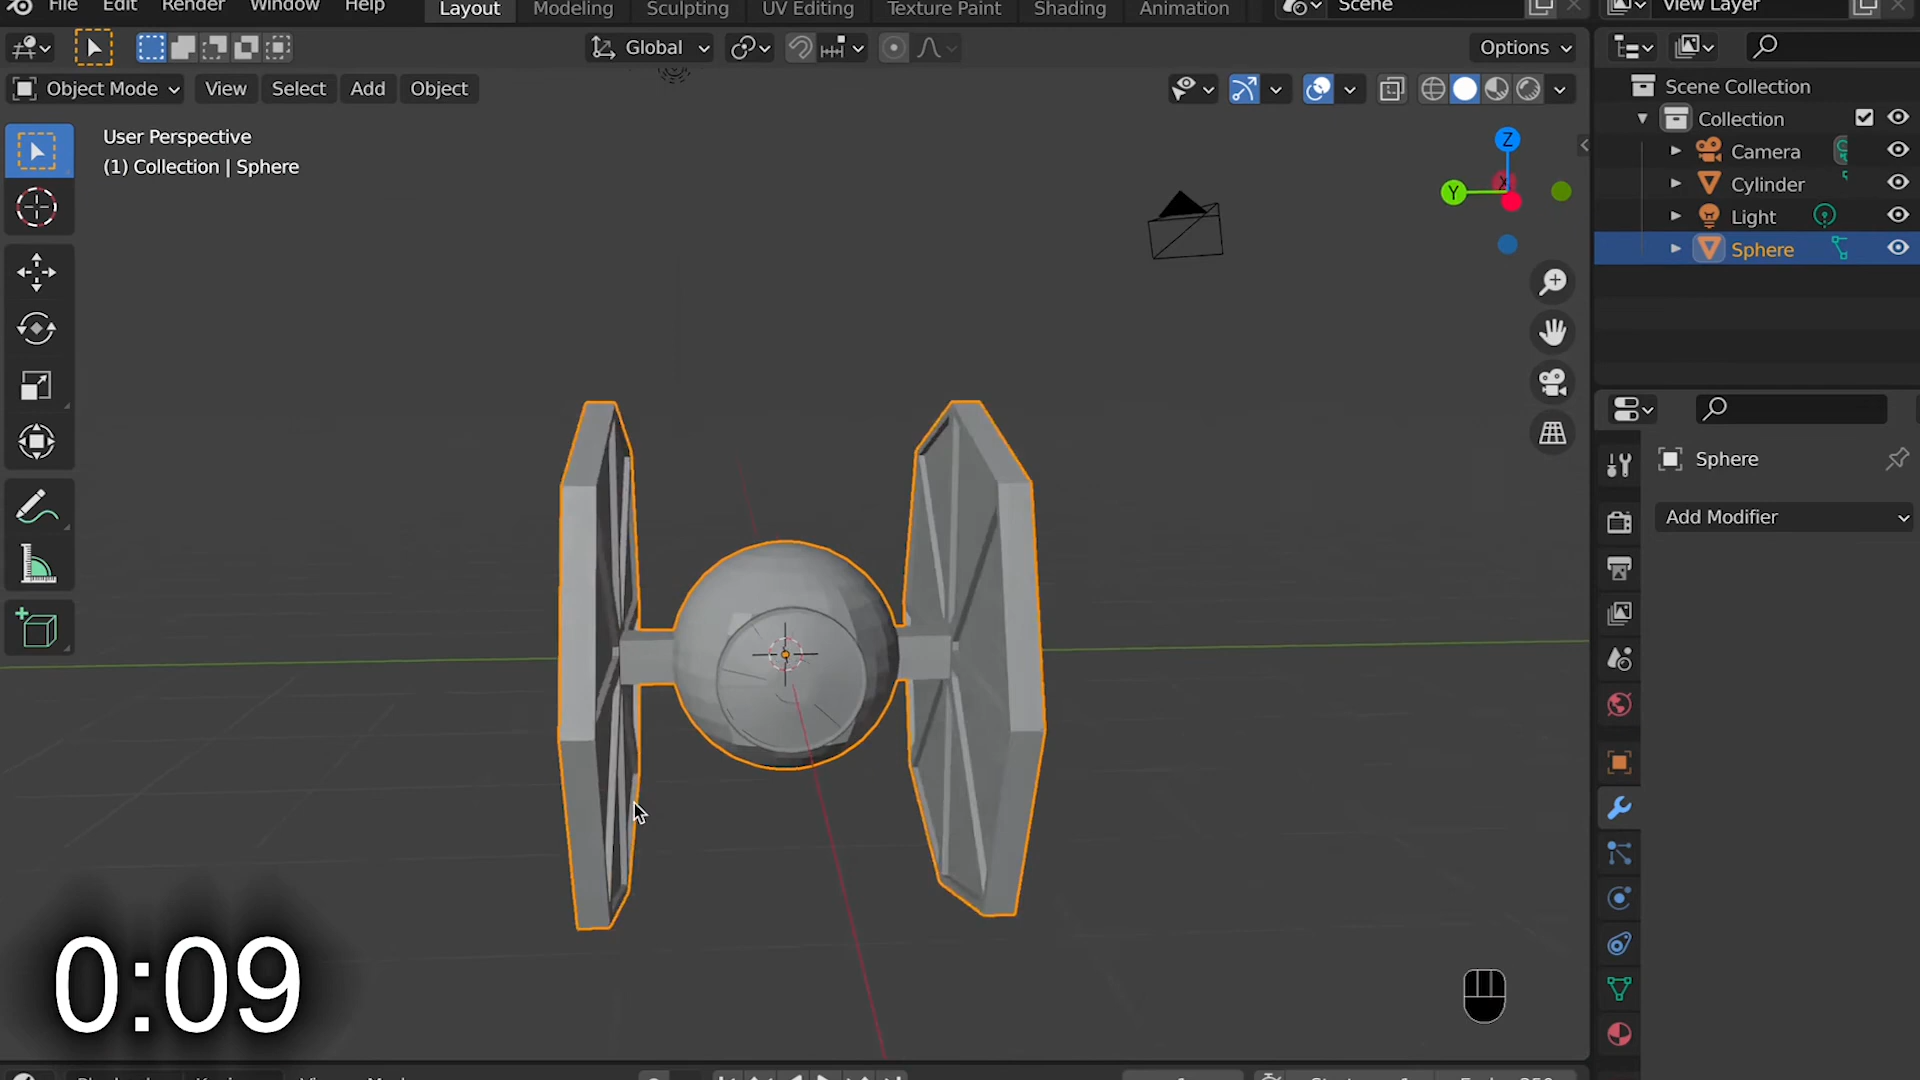 File Edit Render Window Help Layout Modeling Sculpting UV Editing Texture Paint Shading Animation Scene View Layer
Global Options
Object Mode View Select Add Object
User Perspective
(1) Collection | Sphere
Z
X
Y
Scene Collection
Collection
Camera
Cylinder
Light
Sphere
Sphere
Add Modifier
0:09